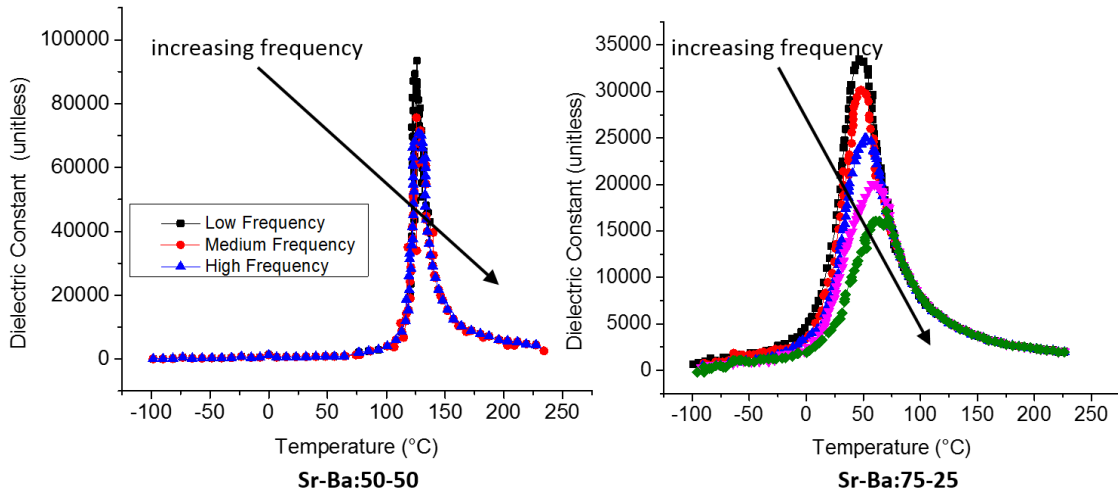 increasing frequency
Dielectric Constant (unitless)
100000
80000
60000
40000
20000
0
Low Frequency
Medium Frequency
High Frequency
-100 -50 0 50 100 150 200 250
Temperature (°C)
Sr-Ba:50-50
increasing frequency
Dielectric Constant (unitless)
35000
30000
25000
20000
15000
10000
5000
0
-100 -50 0 50 100 150 200 250
Temperature (°C)
Sr-Ba:75-25